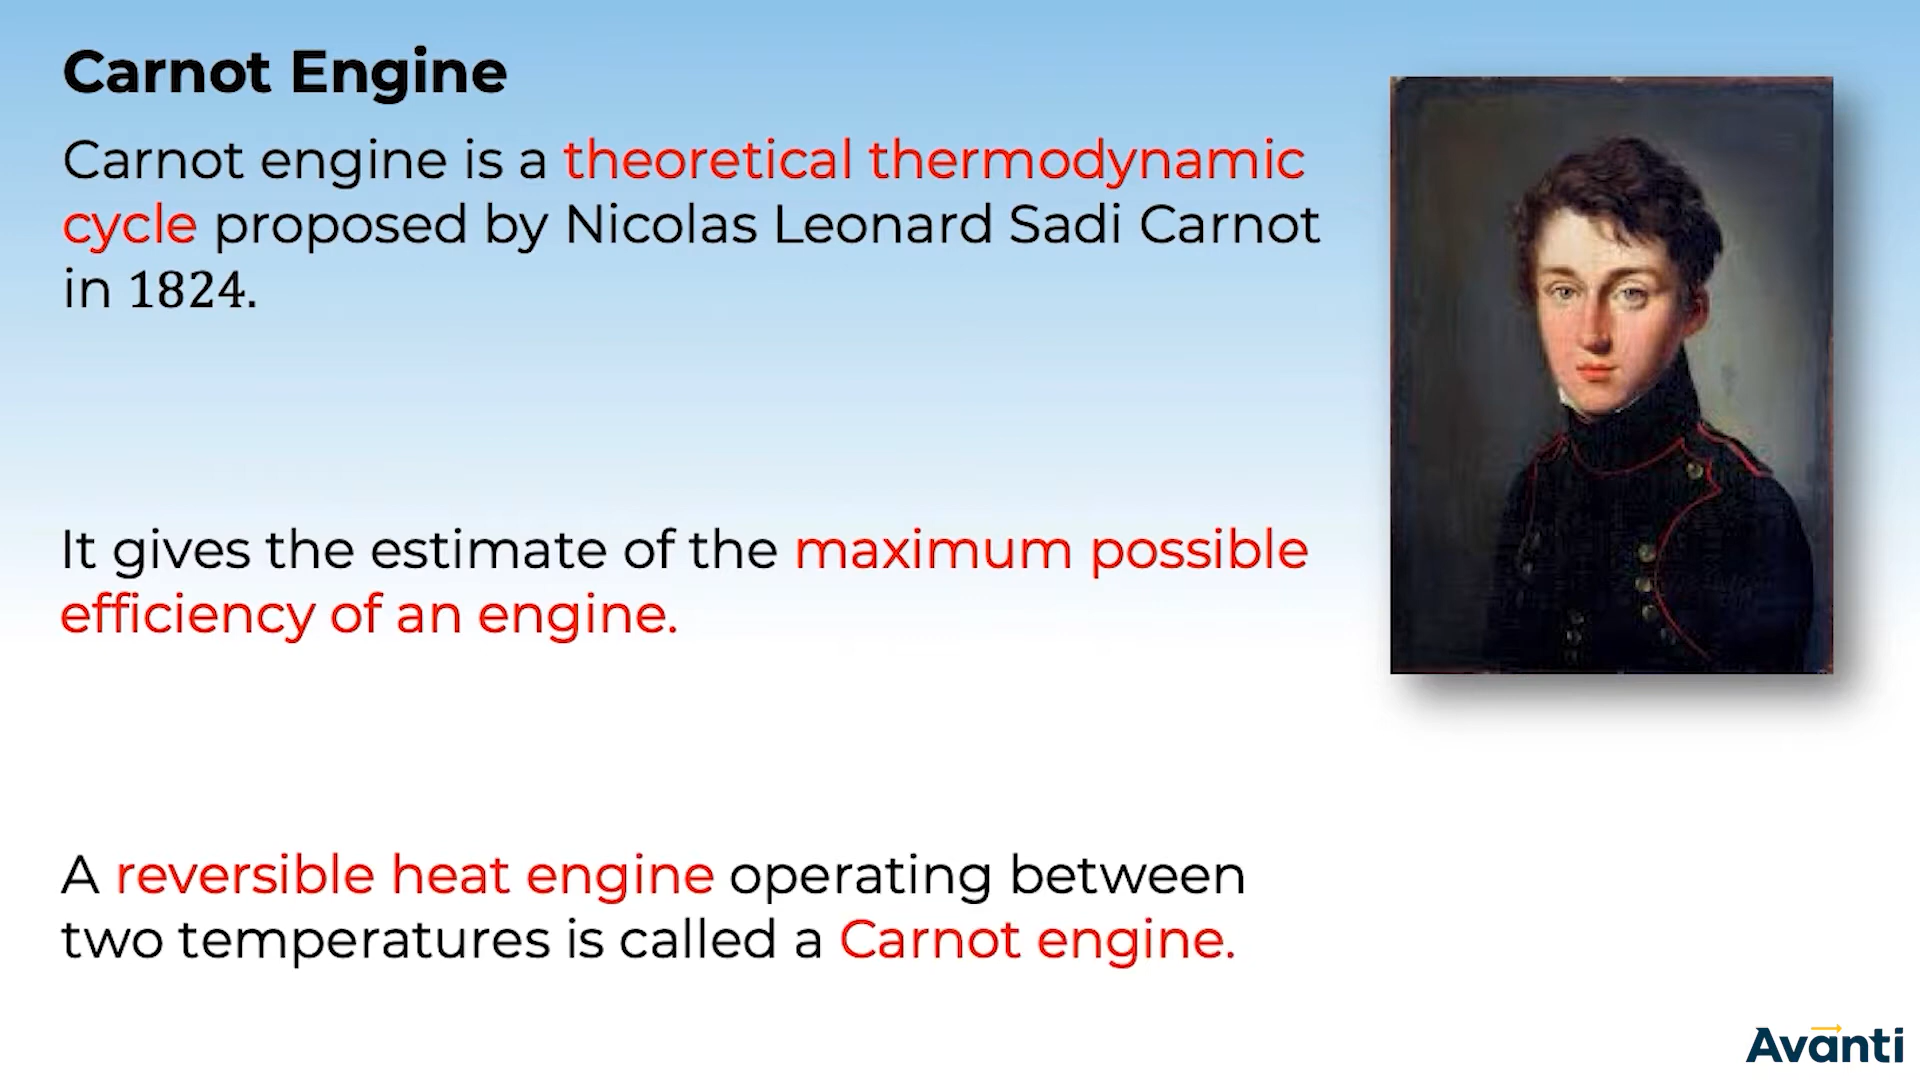 Carnot Engine
Carnot engine is a theoretical thermodynamic
cycle proposed by Nicolas Leonard Sadi Carnot
in 1824.
It gives the estimate of the maximum possible
efficiency of an engine.
A reversible heat engine operating between
two temperatures is called a Carnot engine.
Avanti